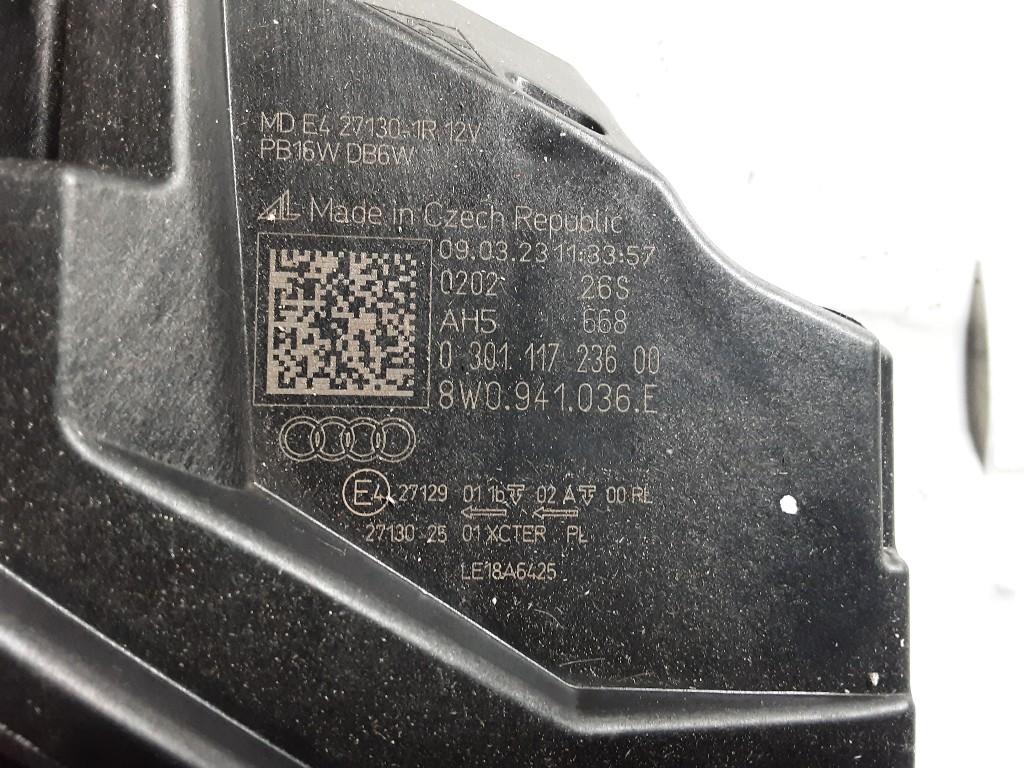 MD E4 27130-1R 12V
PB16W DB6W
AL Made in Czech Republic
09.03.23 11:33:57
0202 26S
AH5 668
0 301 117 236 00
8W0.941.036.E
E4 27129 01 1b 02 A 00 RL
27130 25 01 XCTER PL
LE18A6425